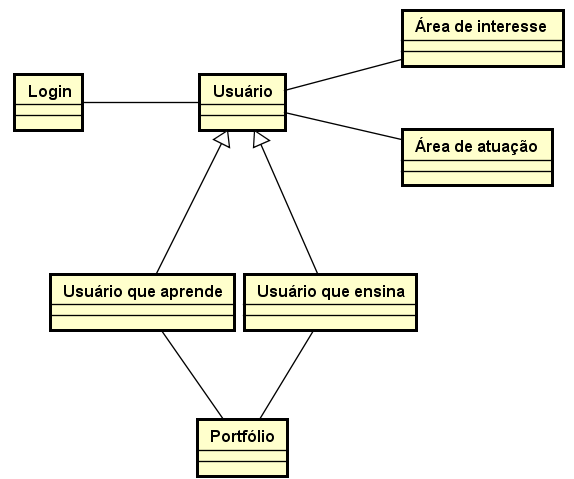 Área de interesse
Login
Usuário
Área de atuação
Usuário que aprende
Usuário que ensina
Portfólio